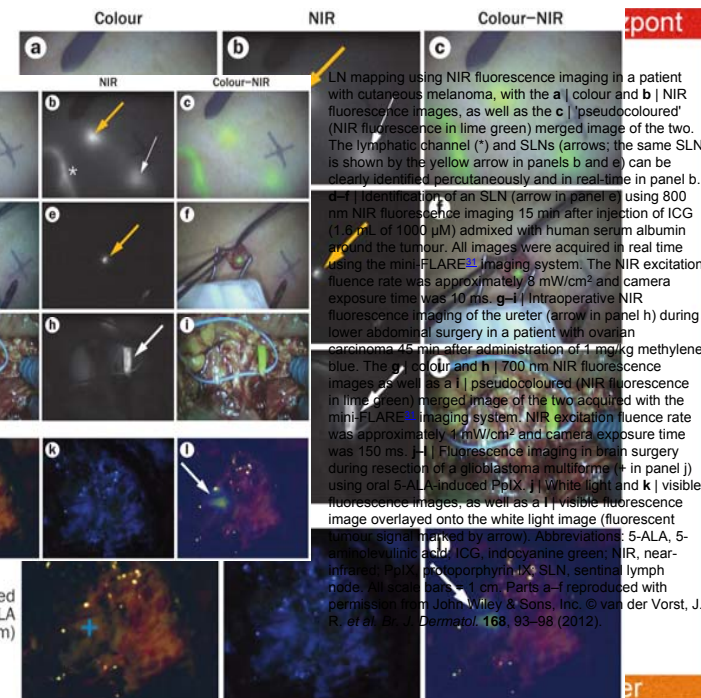 Colour
NIR
Colour–NIR
a
b
c
NIR
Colour–NIR
b
c
*
e
f
h
i
k
l
LN mapping using NIR fluorescence imaging in a patient
with cutaneous melanoma, with the a | colour and b | NIR
fluorescence images, as well as the c | 'pseudocoloured'
(NIR fluorescence in lime green) merged image of the two.
The lymphatic channel (*) and SLNs (arrows; the same SLN
is shown by the yellow arrow in panels b and e) can be
clearly identified percutaneously and in real-time in panel b.
d–f | Identification of an SLN (arrow in panel e) using 800
nm NIR fluorescence imaging 15 min after injection of ICG
(1.6 mL of 1000 µM) admixed with human serum albumin
around the tumour. All images were acquired in real time
using the mini-FLARE31 imaging system. The NIR excitation
fluence rate was approximately 8 mW/cm² and camera
exposure time was 10 ms. g–i | Intraoperative NIR
fluorescence imaging of the ureter (arrow in panel h) during
lower abdominal surgery in a patient with ovarian
carcinoma 45 min after administration of 1 mg/kg methylene
blue. The g | colour and h | 700 nm NIR fluorescence
images as well as a i | pseudocoloured (NIR fluorescence
in lime green) merged image of the two acquired with the
mini-FLARE31 imaging system. NIR excitation fluence rate
was approximately 1 mW/cm² and camera exposure time
was 150 ms. j–l | Fluorescence imaging in brain surgery
during resection of a glioblastoma multiforme (+ in panel j)
using oral 5-ALA-induced PpIX. j | White light and k | visible
fluorescence images, as well as a l | visible fluorescence
image overlayed onto the white light image (fluorescent
tumour signal marked by arrow). Abbreviations: 5-ALA, 5-
aminolevulinic acid; ICG, indocyanine green; NIR, near-
infrared; PpIX, protoporphyrin IX; SLN, sentinal lymph
node. All scale bars = 1 cm. Parts a–f reproduced with
permission from John Wiley & Sons, Inc. © van der Vorst, J.
R. et al. Br. J. Dermatol. 168, 93–98 (2012).
zpont
ed
LA
m)
er